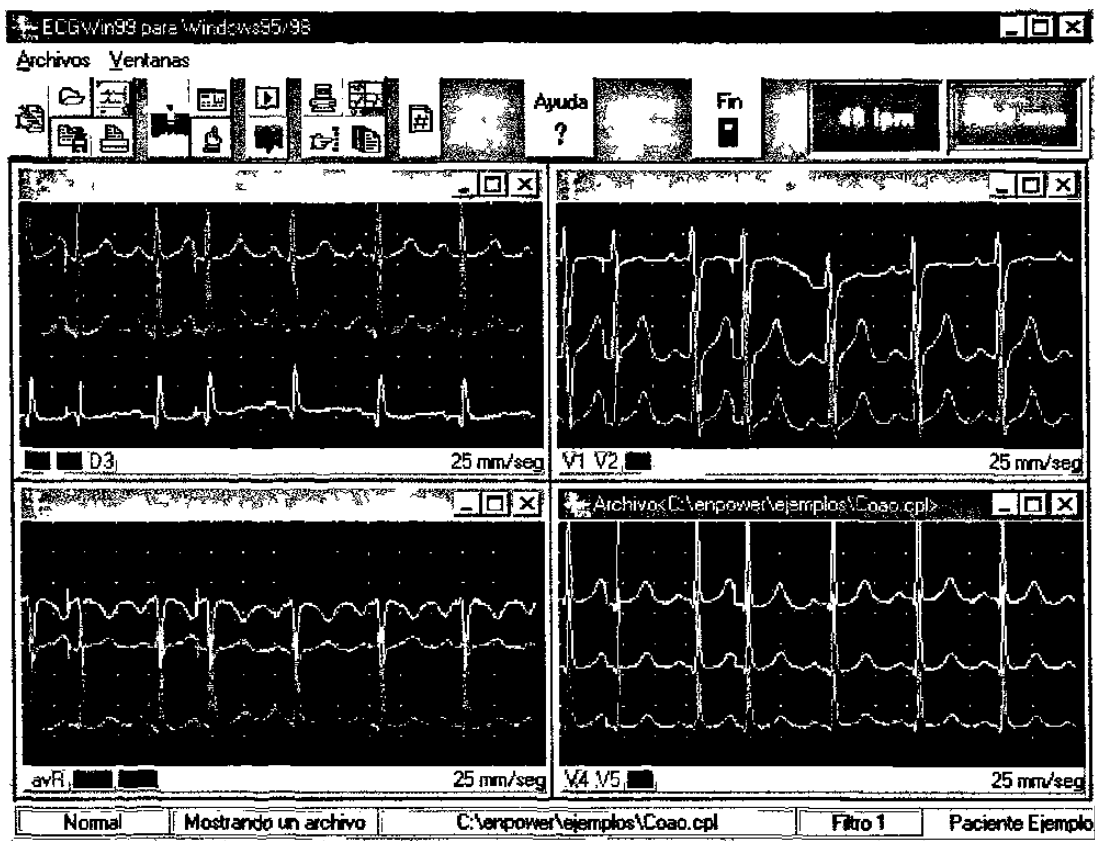 ECGWin99 para Windows95/98
Archivos Ventanas
Ayuda
?
Fin
#
D3
25 mm/seg
V1 V2
25 mm/seg
Archivo<C:\enpower\ejemplos\Coao.cpl>
avR
25 mm/seg
V4 V5
25 mm/seg
Normal
Mostrando un archivo
C:\enpower\ejemplos\Coao.cpl
Filtro 1
Paciente Ejemplo